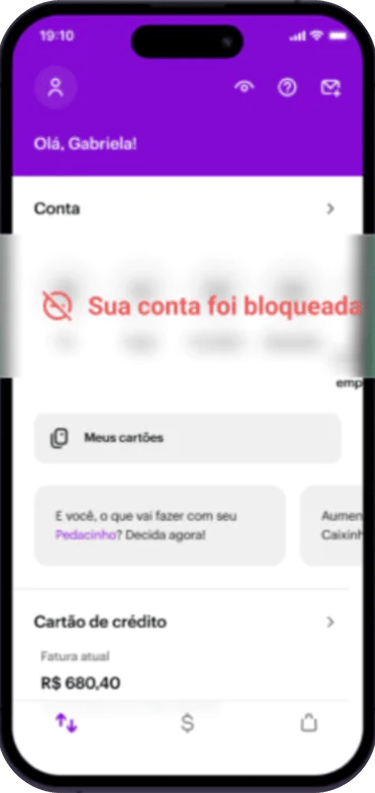 19:10
Olá, Gabriela!
Conta
Sua conta foi bloqueada
emp
Meus cartões
E você, o que vai fazer com seu
Pedacinho? Decida agora!
Aumen
Caixinh
Cartão de crédito
Fatura atual
R$ 680,40